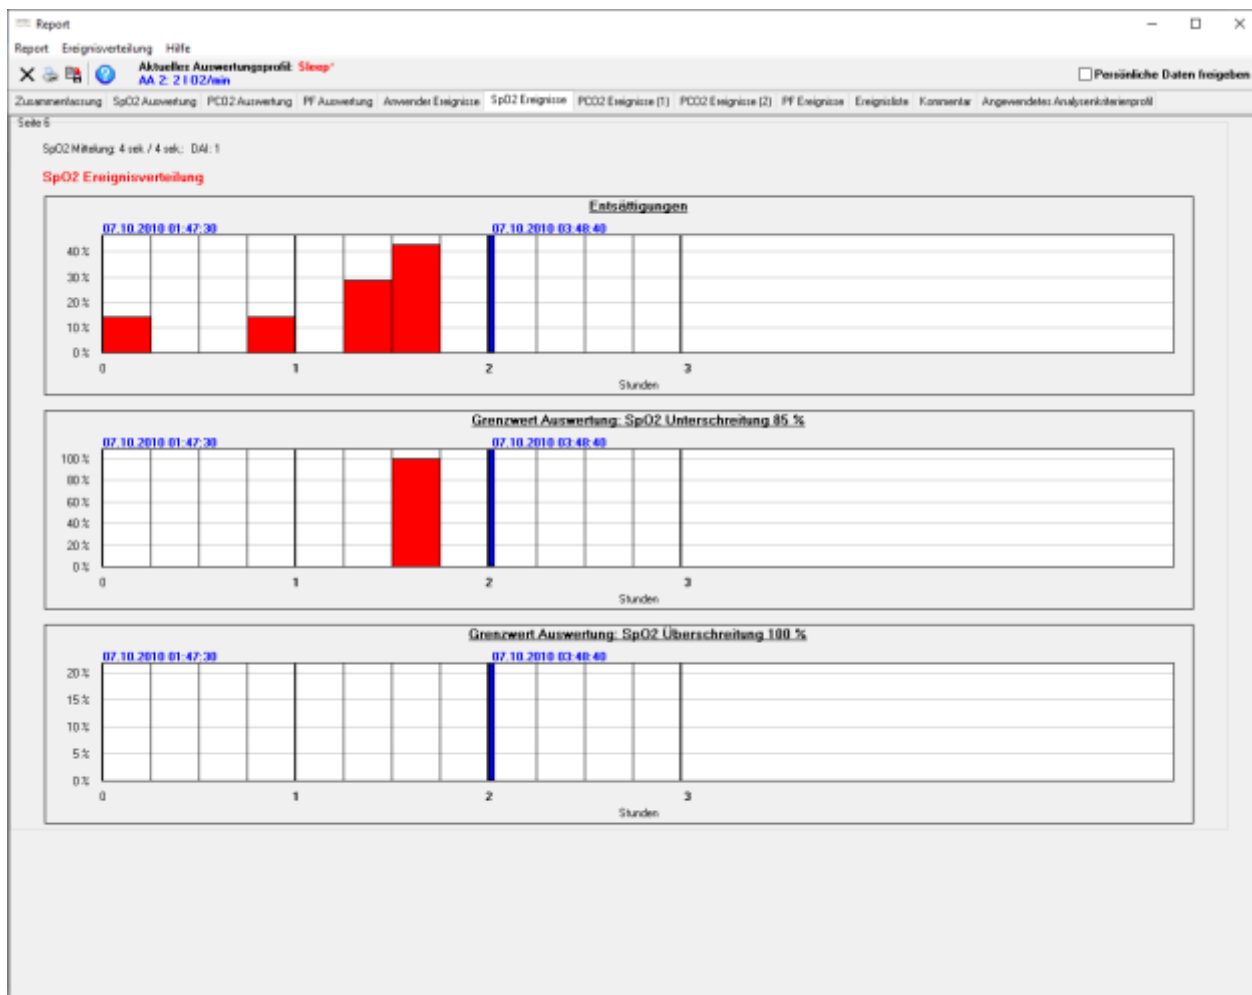 Report
Report Ereignisverteilung Hilfe
Aktuelles Auswertungsprofil: Sleep*
AA 2: 2 l O2/min
Persönliche Daten freigeben
Zusammenfassung SpO2 Auswertung PCO2 Auswertung PF Auswertung Anwender Ereignisse SpO2 Ereignisse PCO2 Ereignisse (1) PCO2 Ereignisse (2) PF Ereignisse Ereignisliste Kommentar Angewendetes Analysenkriterienprofil
Seite 6
SpO2 Mittelung: 4 sek / 4 sek.; DAI: 1
SpO2 Ereignisverteilung
Entsättigungen
07.10.2010 01:47:30 07.10.2010 03:48:40
40 %
30 %
20 %
10 %
0 %
0 1 2 3
Stunden
Grenzwert Auswertung: SpO2 Unterschreitung 85 %
07.10.2010 01:47:30 07.10.2010 03:48:40
100 %
80 %
60 %
40 %
20 %
0 %
0 1 2 3
Stunden
Grenzwert Auswertung: SpO2 Überschreitung 100 %
07.10.2010 01:47:30 07.10.2010 03:48:40
20 %
15 %
10 %
5 %
0 %
0 1 2 3
Stunden